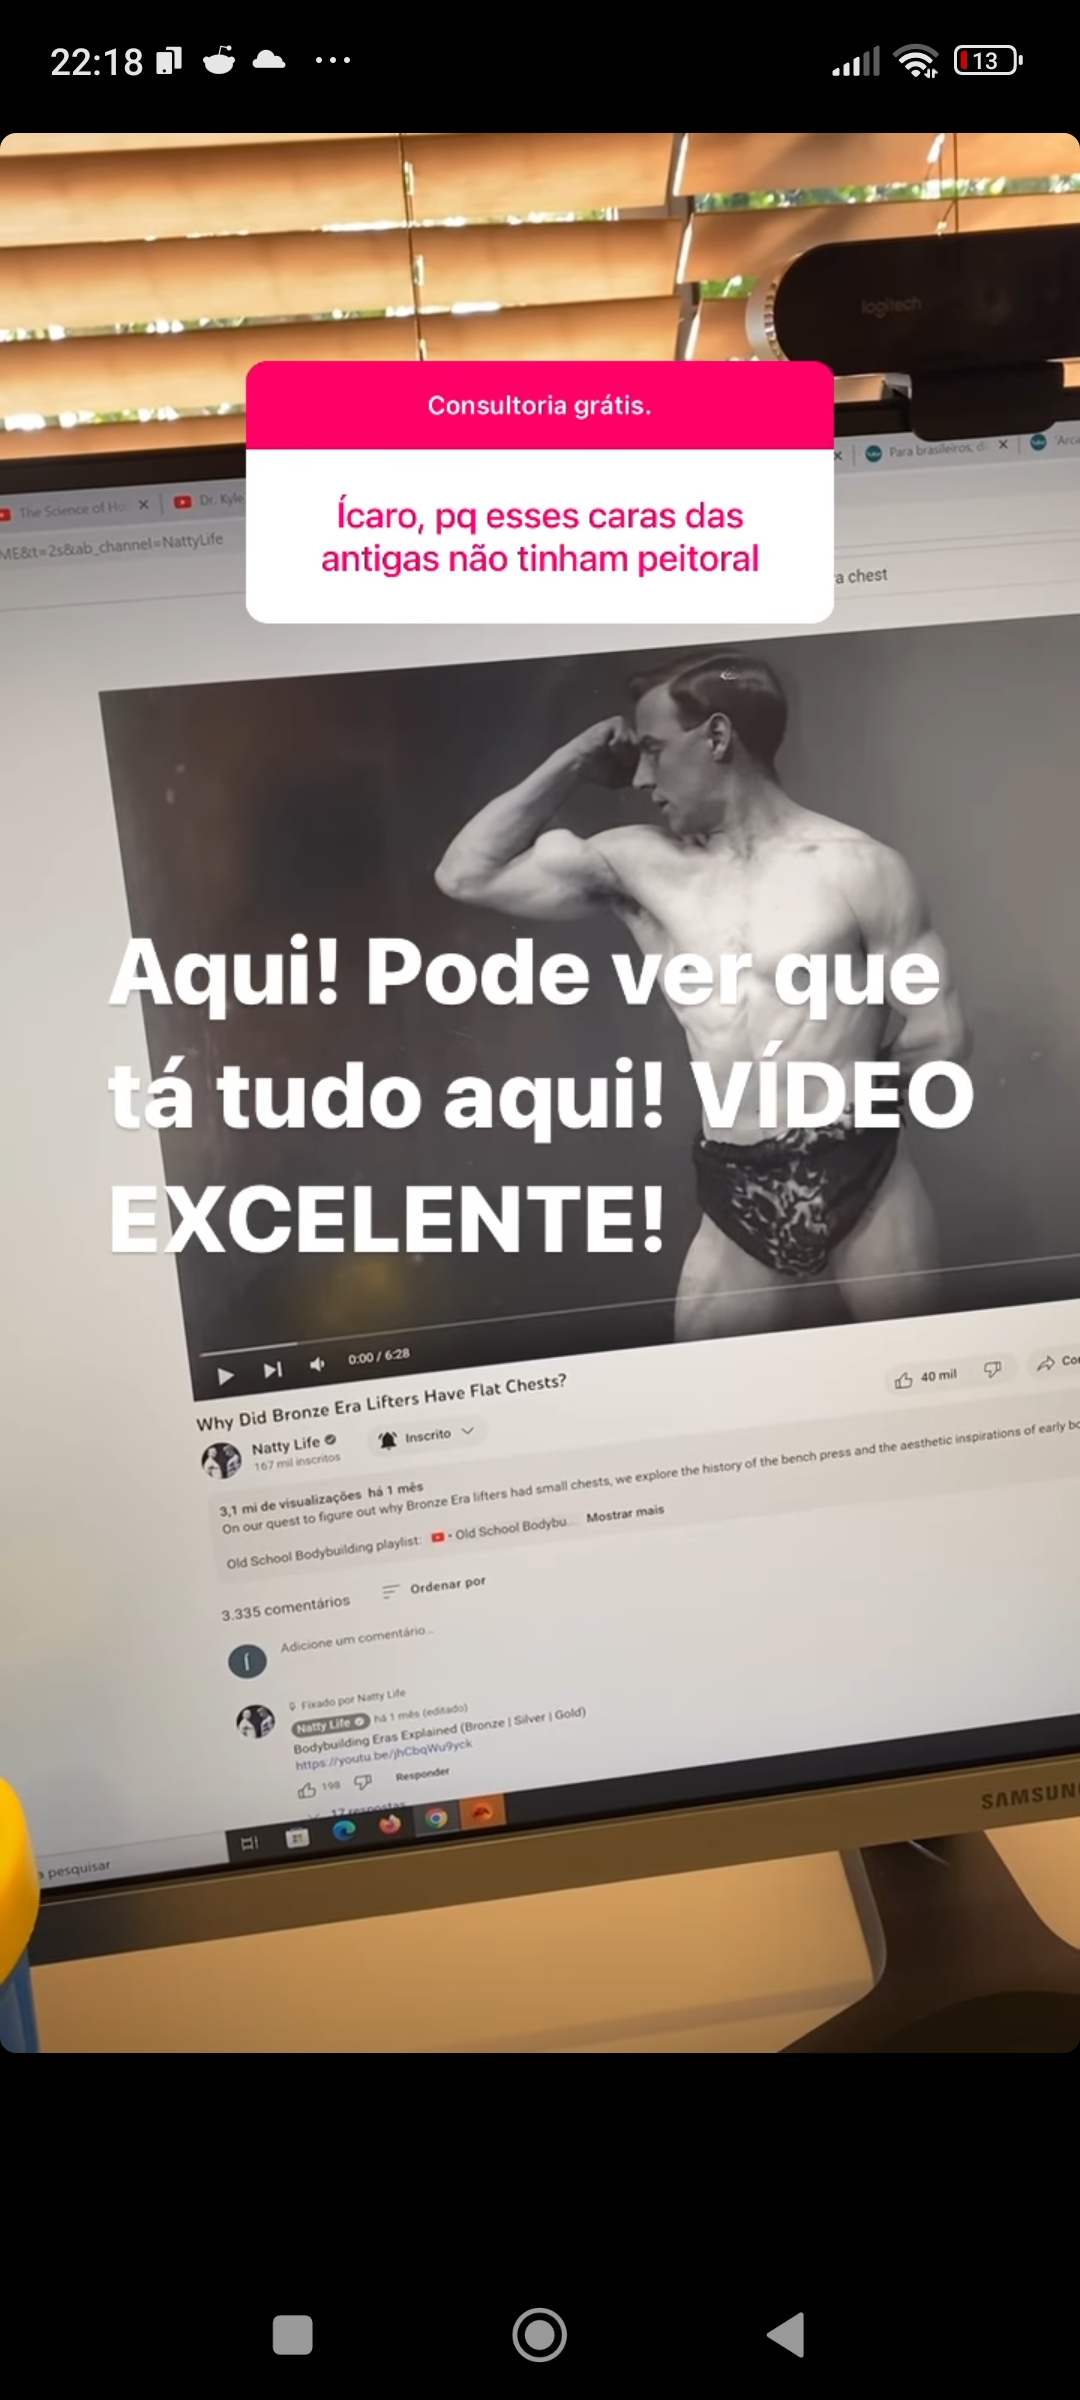 22:18
13
logitech
Consultoria grátis.
Ícaro, pq esses caras das
antigas não tinham peitoral
The Science of Ho
Dr. Kyle
Para brasileiros, d
'Arca
ME&t=2s&ab_channel=NattyLife
a chest
Aqui! Pode ver que
tá tudo aqui! VÍDEO
EXCELENTE!
0:00 / 6:28
Why Did Bronze Era Lifters Have Flat Chests?
40 mil
Natty Life
167 mil inscritos
Inscrito
3,1 mi de visualizações há 1 mês
On our quest to figure out why Bronze Era lifters had small chests, we explore the history of the bench press and the aesthetic inspirations of early bo
Old School Bodybuilding playlist: • Old School Bodybu... Mostrar mais
3.335 comentários
Ordenar por
Adicione um comentário...
Fixado por Natty Life
Natty Life há 1 mês (editado)
Bodybuilding Eras Explained (Bronze | Silver | Gold)
https://youtu.be/jhCbqWu9yck
198
Responder
17 respostas
a pesquisar
SAMSUNG